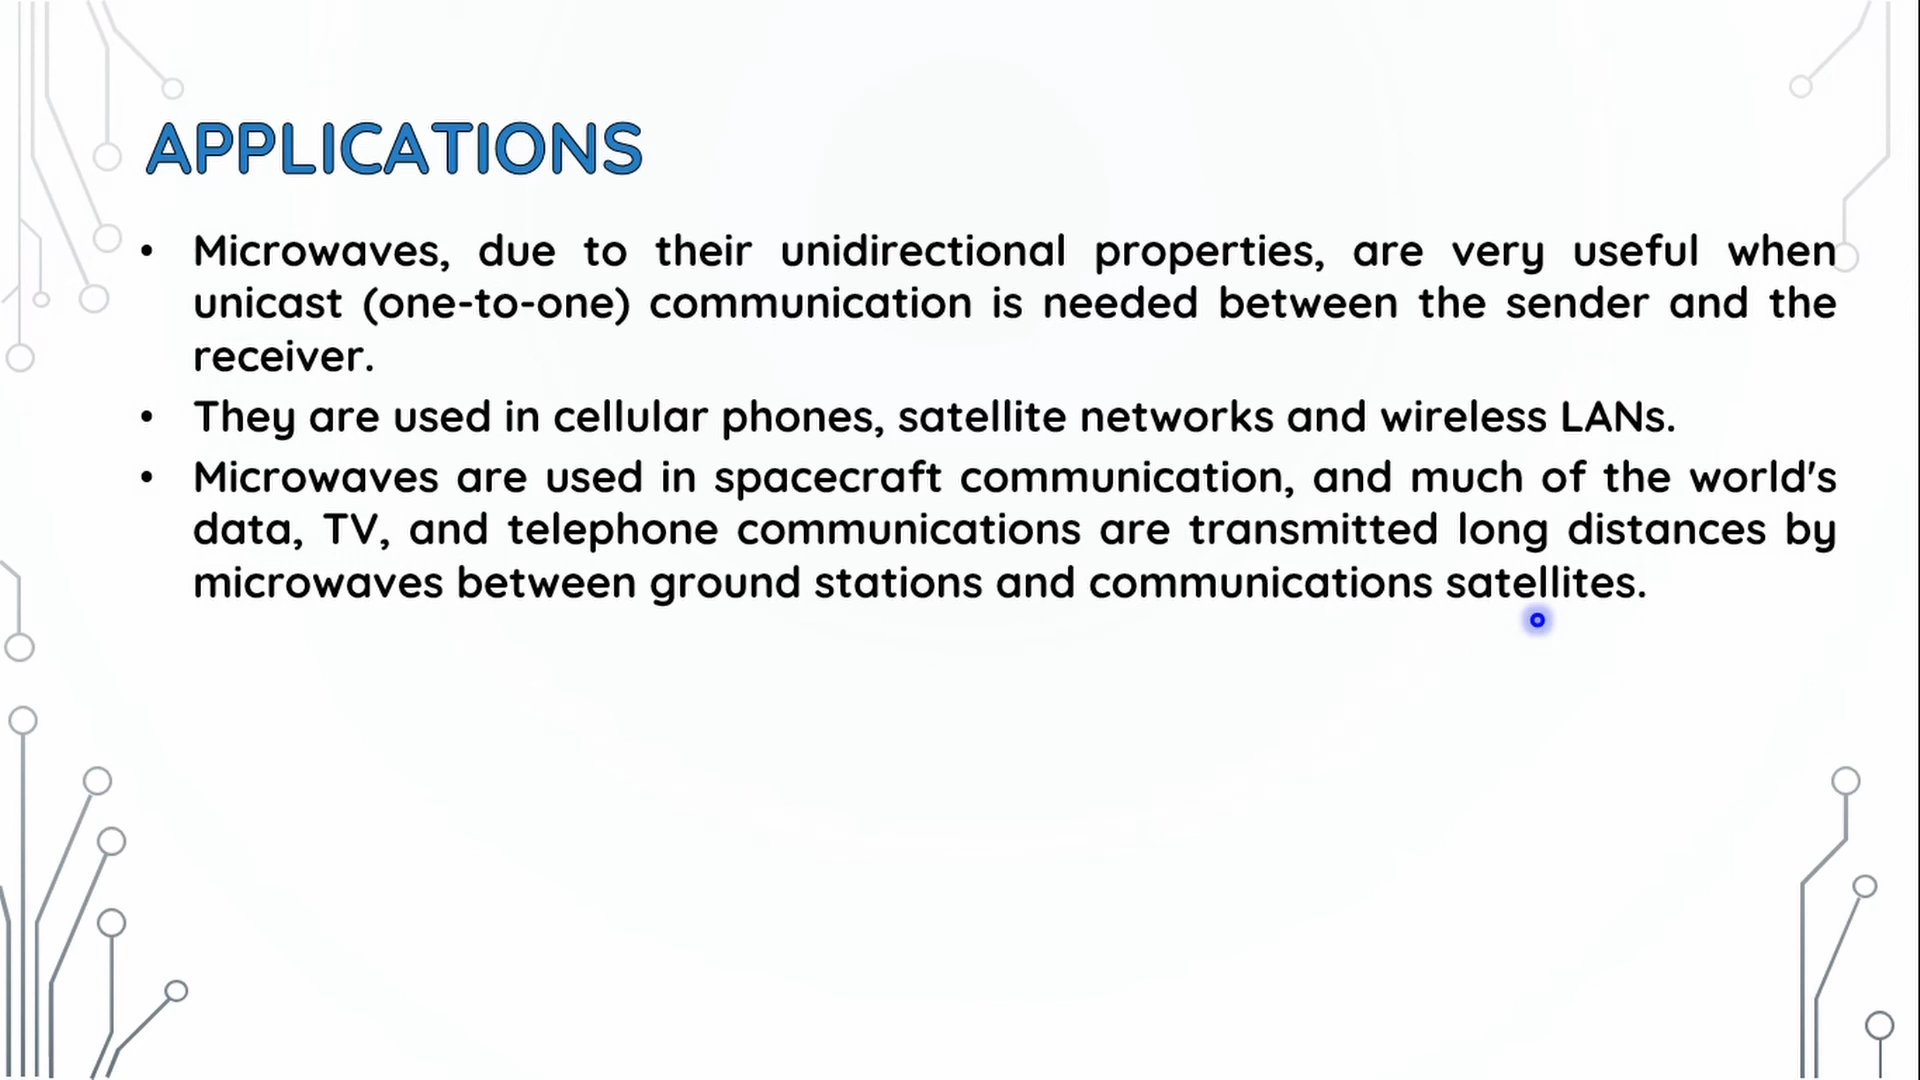 APPLICATIONS
• Microwaves, due to their unidirectional properties, are very useful when
unicast (one-to-one) communication is needed between the sender and the
receiver.
• They are used in cellular phones, satellite networks and wireless LANs.
• Microwaves are used in spacecraft communication, and much of the world's
data, TV, and telephone communications are transmitted long distances by
microwaves between ground stations and communications satellites.